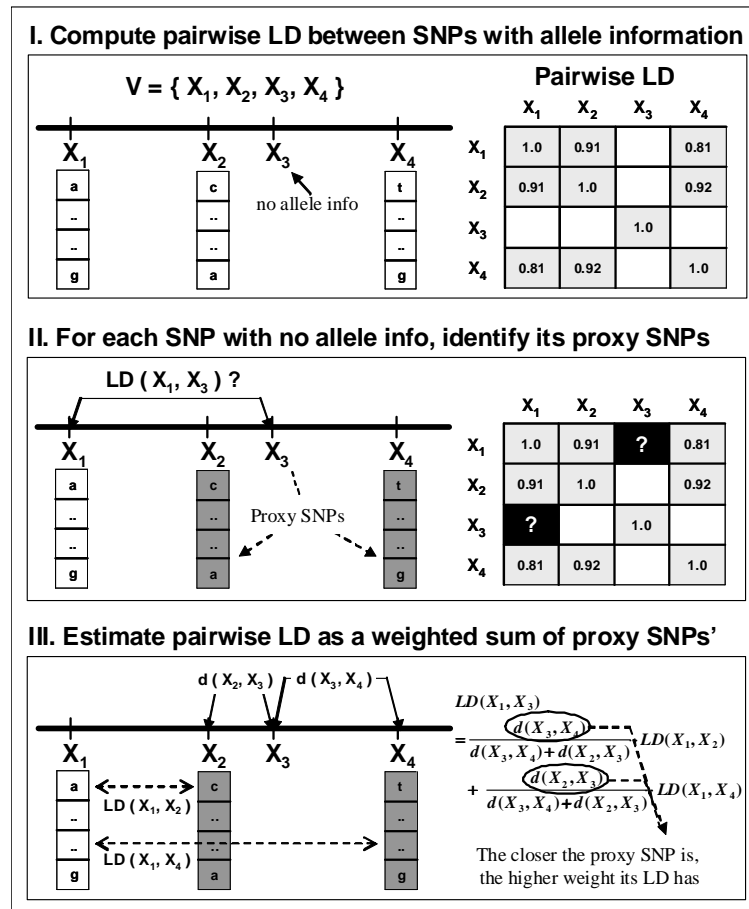 I. Compute pairwise LD between SNPs with allele information
V = { X1, X2, X3, X4 }
Pairwise LD
X1 X2 X3 X4
X1 1.0 0.91 0.81
X2 0.91 1.0 0.92
X3 1.0
X4 0.81 0.92 1.0
X1 X2 X3 X4
no allele info
a c t
.. .. ..
.. .. ..
g a g
II. For each SNP with no allele info, identify its proxy SNPs
LD ( X1, X3 ) ?
X1 X2 X3 X4
a c t
.. .. ..
Proxy SNPs
.. .. ..
g a g
X1 X2 X3 X4
X1 1.0 0.91 ? 0.81
X2 0.91 1.0 0.92
X3 ? 1.0
X4 0.81 0.92 1.0
III. Estimate pairwise LD as a weighted sum of proxy SNPs’
d ( X2, X3 ) d ( X3, X4 )
X1 X2 X3 X4
a c t
LD ( X1, X2 )
.. .. ..
.. .. ..
LD ( X1, X4 )
g a g
LD(X1, X3)
d(X3, X4)
= d(X3, X4)+ d(X2, X3) LD(X1, X2)
d(X2, X3)
+ d(X3, X4)+d(X2, X3) LD(X1, X4)
The closer the proxy SNP is,
the higher weight its LD has